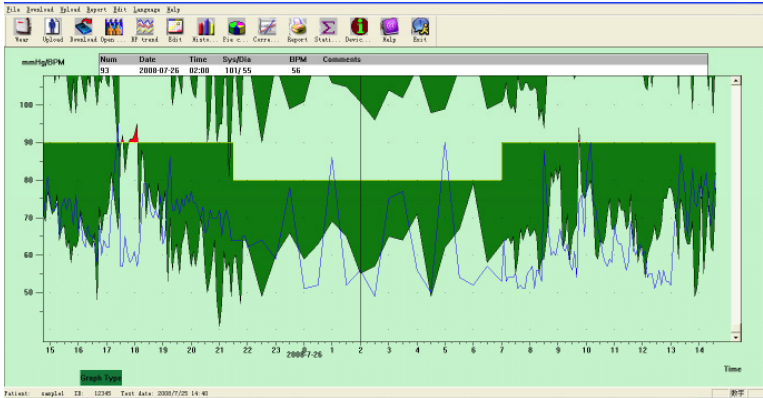 File Download Upload Report Edit Language Help
Wear Upload Download Open ... BP trend Edit Histo... Pie c... Corre... Report Stati... Devic... Help Exit
mmHg/BPM
Num Date Time Sys/Dia BPM Comments
93 2008-07-26 02:00 101/ 55 56
100
90
80
70
60
50
15 16 17 18 19 20 21 22 23 0 1 2 3 4 5 6 7 8 9 10 11 12 13 14
2008-7-26
Time
Graph Type
Patient: sample1 ID: 12345 Test date: 2008/7/25 14:40 数字